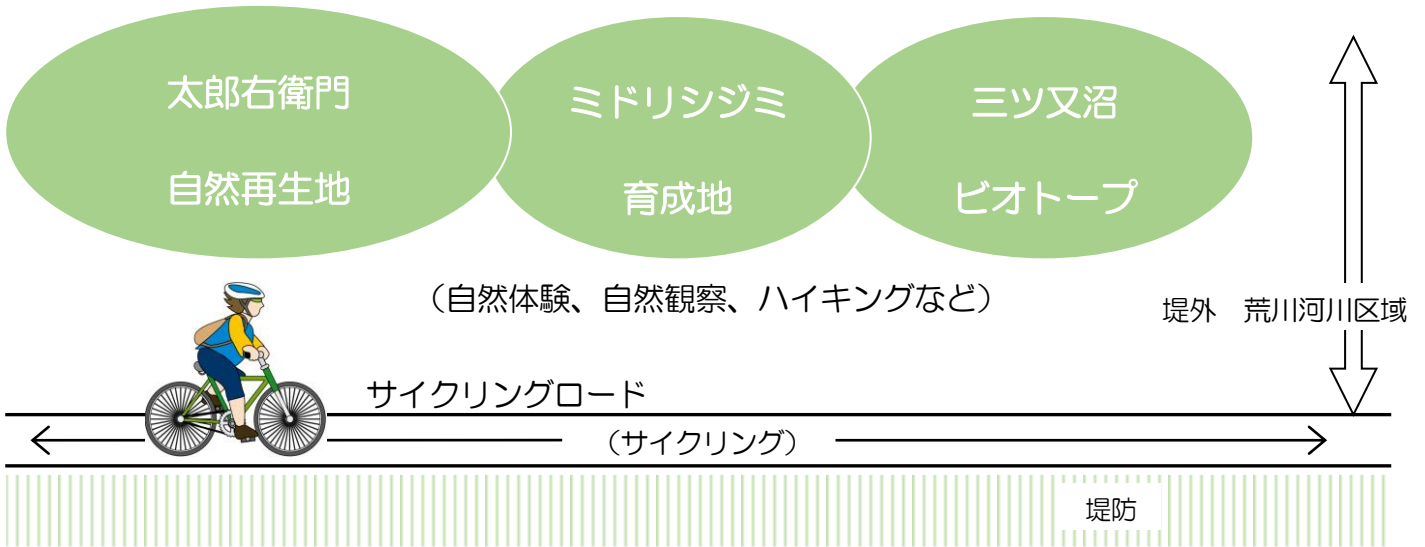 太郎右衛門
自然再生地
ミドリシジミ
育成地
三ツ又沼
ビオトープ
（自然体験、自然観察、ハイキングなど）
堤外　荒川河川区域
サイクリングロード
（サイクリング）
堤防